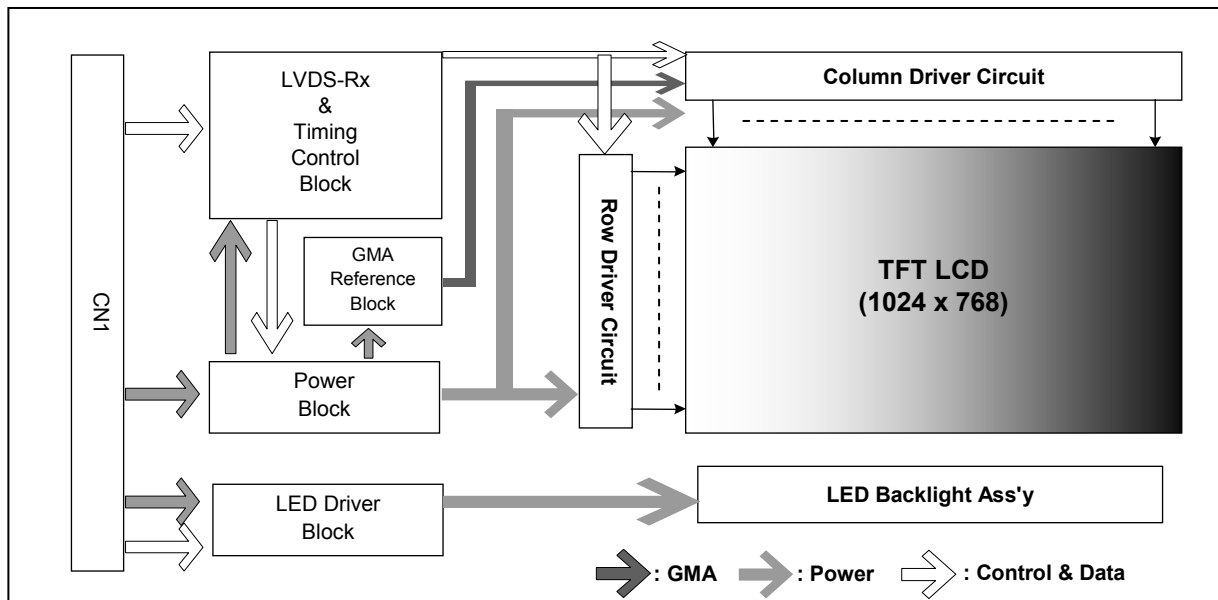 CN1
LVDS-Rx
&
Timing
Control
Block
GMA
Reference
Block
Power
Block
LED Driver
Block
Column Driver Circuit
Row Driver Circuit
TFT LCD
(1024 x 768)
LED Backlight Ass'y
: GMA
: Power
: Control & Data